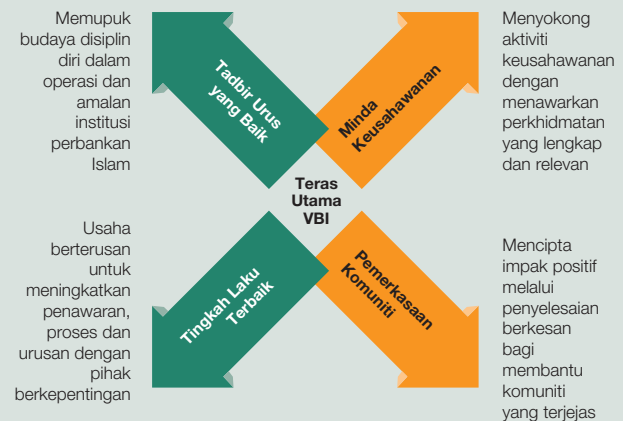 Memupuk
budaya disiplin
diri dalam
operasi dan
amalan
institusi
perbankan
Islam
Tadbir Urus
yang Baik
Minda
Keusahawanan
Menyokong
aktiviti
keusahawanan
dengan
menawarkan
perkhidmatan
yang lengkap
dan relevan
Teras
Utama
VBI
Usaha
berterusan
untuk
meningkatkan
penawaran,
proses dan
urusan dengan
pihak
berkepentingan
Tingkah Laku
Terbaik
Pemerkasaan
Komuniti
Mencipta
impak positif
melalui
penyelesaian
berkesan
bagi
membantu
komuniti
yang terjejas